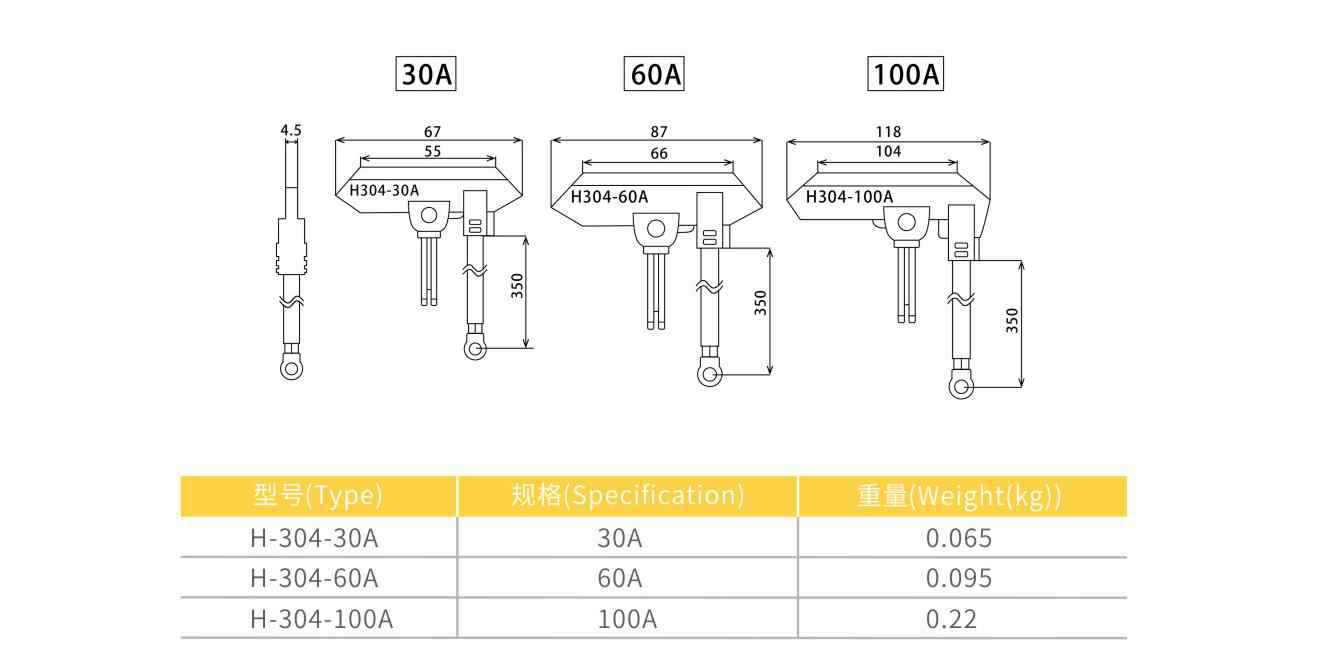 30A 60A 100A
4.5 67 87 118
55 66 104
H304-30A H304-60A H304-100A
350 350 350
型号(Type) 规格(Specification) 重量(Weight(kg))
H-304-30A 30A 0.065
H-304-60A 60A 0.095
H-304-100A 100A 0.22